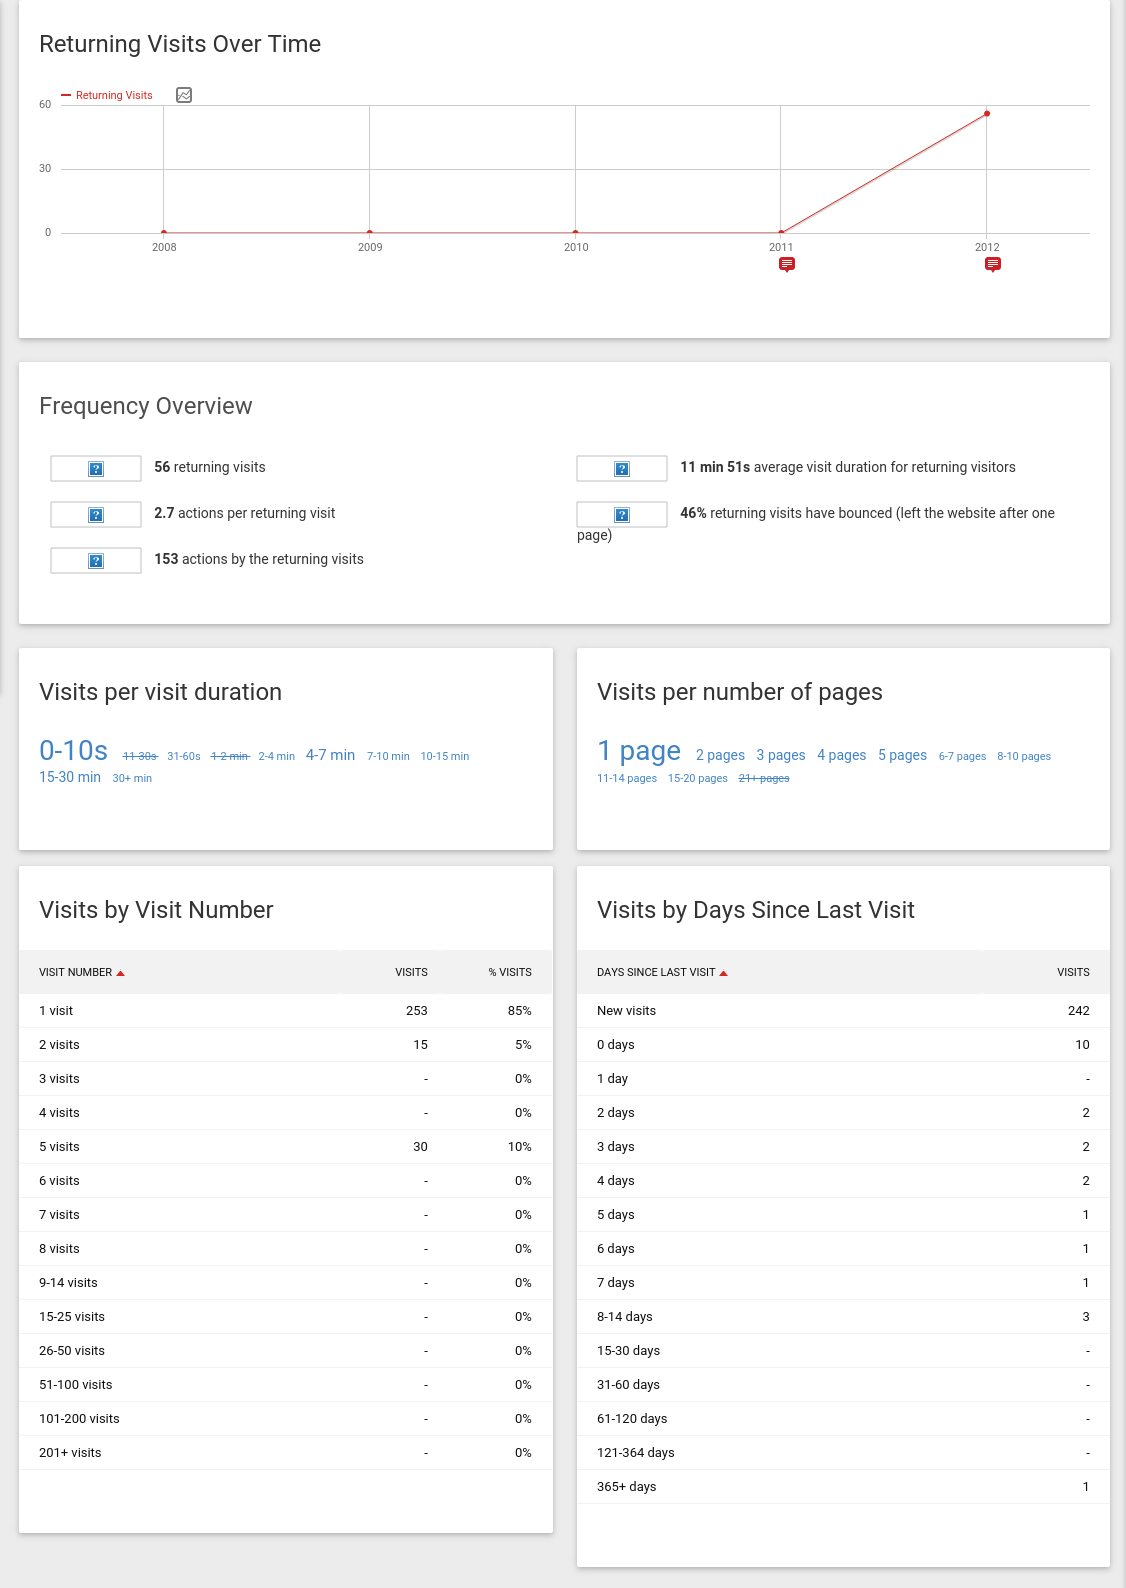 Returning Visits Over Time
Returning Visits
60
30
0
2008 2009 2010 2011 2012
Frequency Overview
56 returning visits
2.7 actions per returning visit
153 actions by the returning visits
11 min 51s average visit duration for returning visitors
46% returning visits have bounced (left the website after one
page)
Visits per visit duration
0-10s 11-30s 31-60s 1-2 min 2-4 min 4-7 min 7-10 min 10-15 min
15-30 min 30+ min
Visits per number of pages
1 page 2 pages 3 pages 4 pages 5 pages 6-7 pages 8-10 pages
11-14 pages 15-20 pages 21+ pages
Visits by Visit Number
VISIT NUMBER VISITS % VISITS
1 visit 253 85%
2 visits 15 5%
3 visits - 0%
4 visits - 0%
5 visits 30 10%
6 visits - 0%
7 visits - 0%
8 visits - 0%
9-14 visits - 0%
15-25 visits - 0%
26-50 visits - 0%
51-100 visits - 0%
101-200 visits - 0%
201+ visits - 0%
Visits by Days Since Last Visit
DAYS SINCE LAST VISIT VISITS
New visits 242
0 days 10
1 day -
2 days 2
3 days 2
4 days 2
5 days 1
6 days 1
7 days 1
8-14 days 3
15-30 days -
31-60 days -
61-120 days -
121-364 days -
365+ days 1